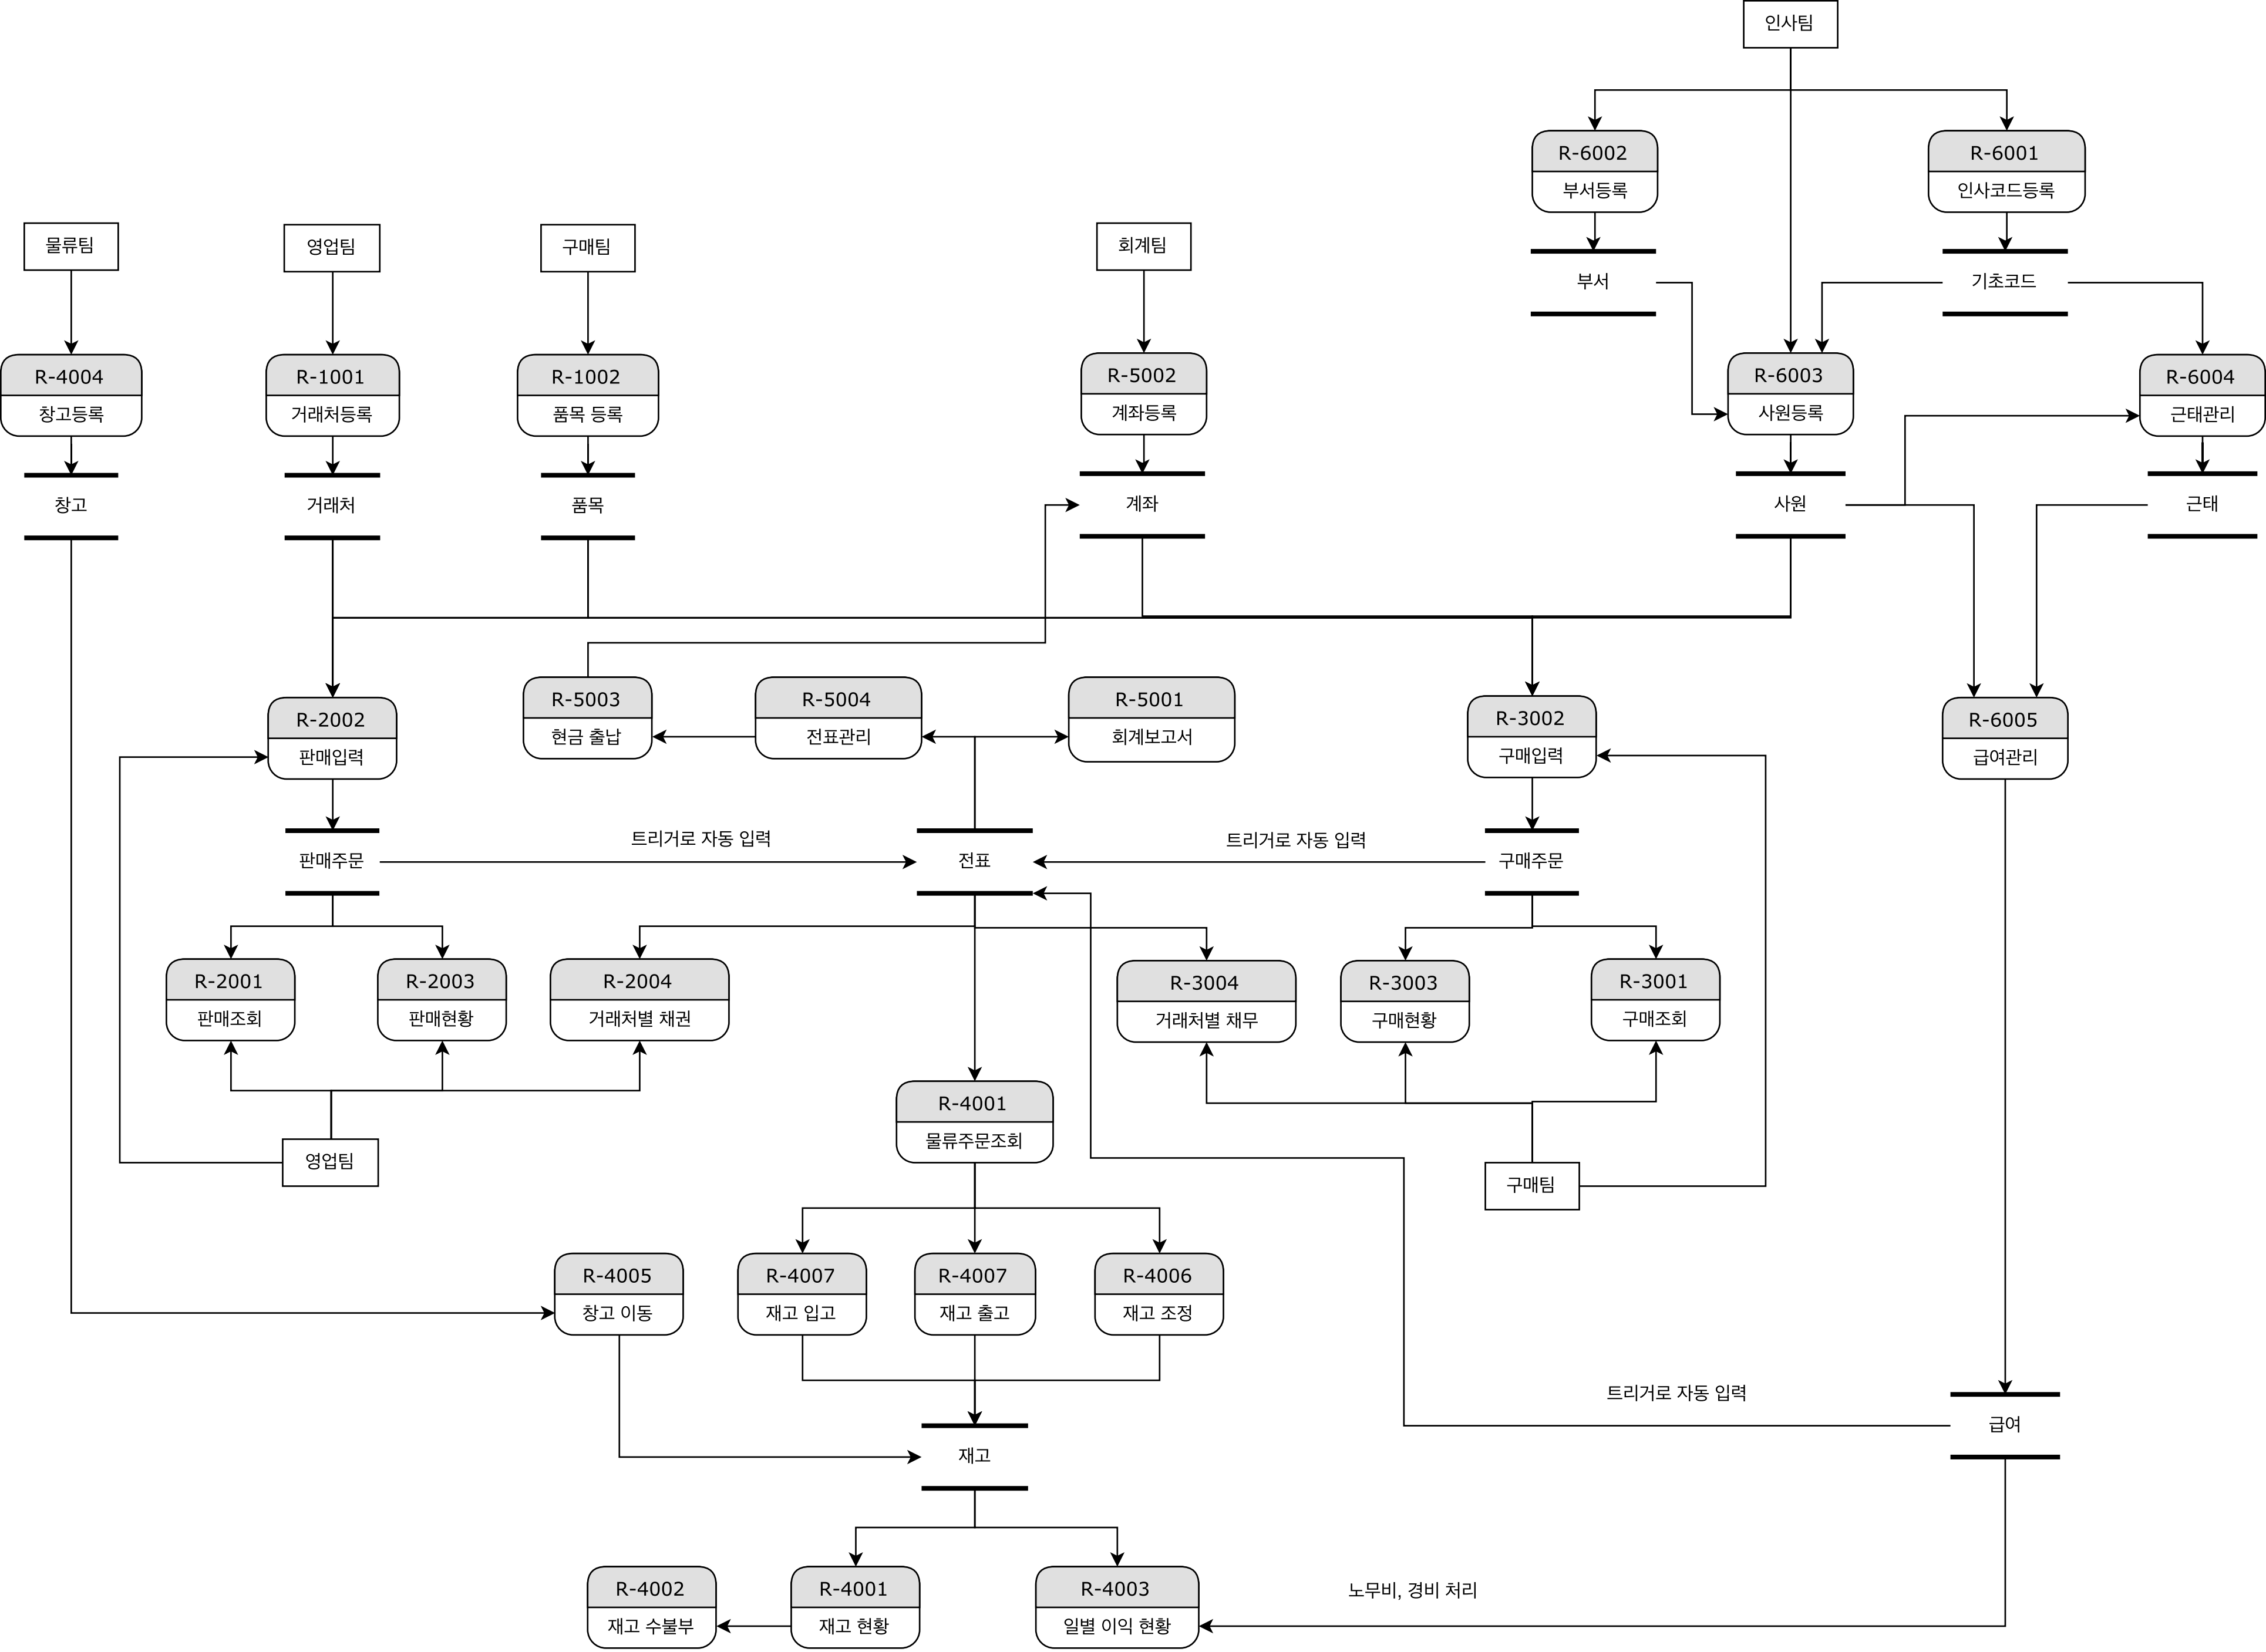 인사팀
R-6002
부서등록
R-6001
인사코드등록
물류팀
영업팀
구매팀
회계팀
부서
기초코드
R-4004
창고등록
R-1001
거래처등록
R-1002
품목 등록
R-5002
계좌등록
R-6003
사원등록
R-6004
근태관리
창고
거래처
품목
계좌
사원
근태
R-2002
판매입력
R-5003
현금 출납
R-5004
전표관리
R-5001
회계보고서
R-3002
구매입력
R-6005
급여관리
트리거로 자동 입력
트리거로 자동 입력
판매주문
전표
구매주문
R-2001
판매조회
R-2003
판매현황
R-2004
거래처별 채권
R-3004
거래처별 채무
R-3003
구매현황
R-3001
구매조회
R-4001
물류주문조회
영업팀
구매팀
R-4005
창고 이동
R-4007
재고 입고
R-4007
재고 출고
R-4006
재고 조정
트리거로 자동 입력
급여
재고
R-4002
재고 수불부
R-4001
재고 현황
R-4003
일별 이익 현황
노무비, 경비 처리